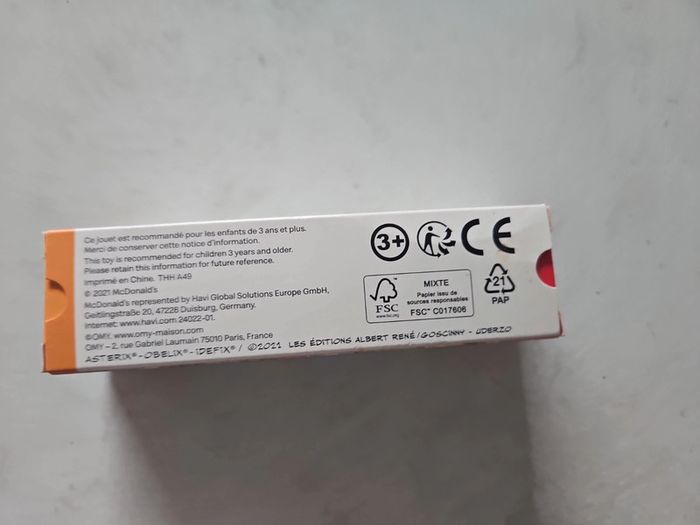 Ce jouet est recommandé pour les enfants de 3 ans et plus.
Merci de conserver cette notice d'information.
This toy is recommended for children 3 years and older.
Please retain this information for future reference.
Imprimé en Chine. THH A49
© 2021 McDonald's
McDonald's represented by Havi Global Solutions Europe GmbH,
Geitlingstraße 20, 47228 Duisburg, Germany.
Internet: www.havi.com 24022-01.
©OMY. www.omy-maison.com
OMY – 2, rue Gabriel Laumain 75010 Paris, France
ASTERIX®-OBELIX®-IDEFIX® / ©2021 LES ÉDITIONS ALBERT RENÉ/GOSCINNY - UDERZO
3+
CE
FSC
www.fsc.org
MIXTE
Papier issu de
sources responsables
FSC™ C017606
21
PAP